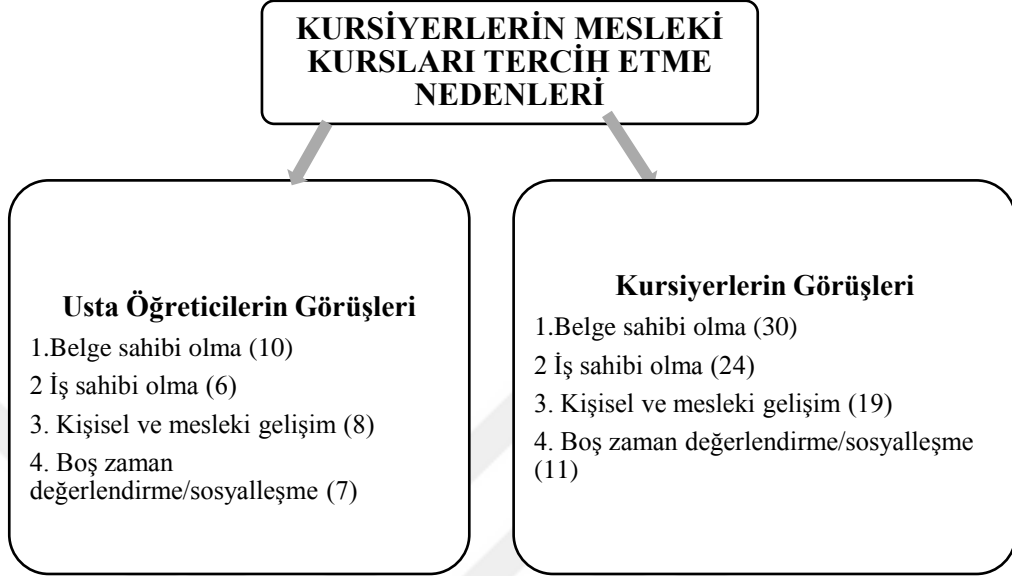 KURSİYERLERİN MESLEKİ
KURSLARI TERCİH ETME
NEDENLERİ
Usta Öğreticilerin Görüşleri
1.Belge sahibi olma (10)
2 İş sahibi olma (6)
3. Kişisel ve mesleki gelişim (8)
4. Boş zaman
değerlendirme/sosyalleşme (7)
Kursiyerlerin Görüşleri
1.Belge sahibi olma (30)
2 İş sahibi olma (24)
3. Kişisel ve mesleki gelişim (19)
4. Boş zaman değerlendirme/sosyalleşme
(11)